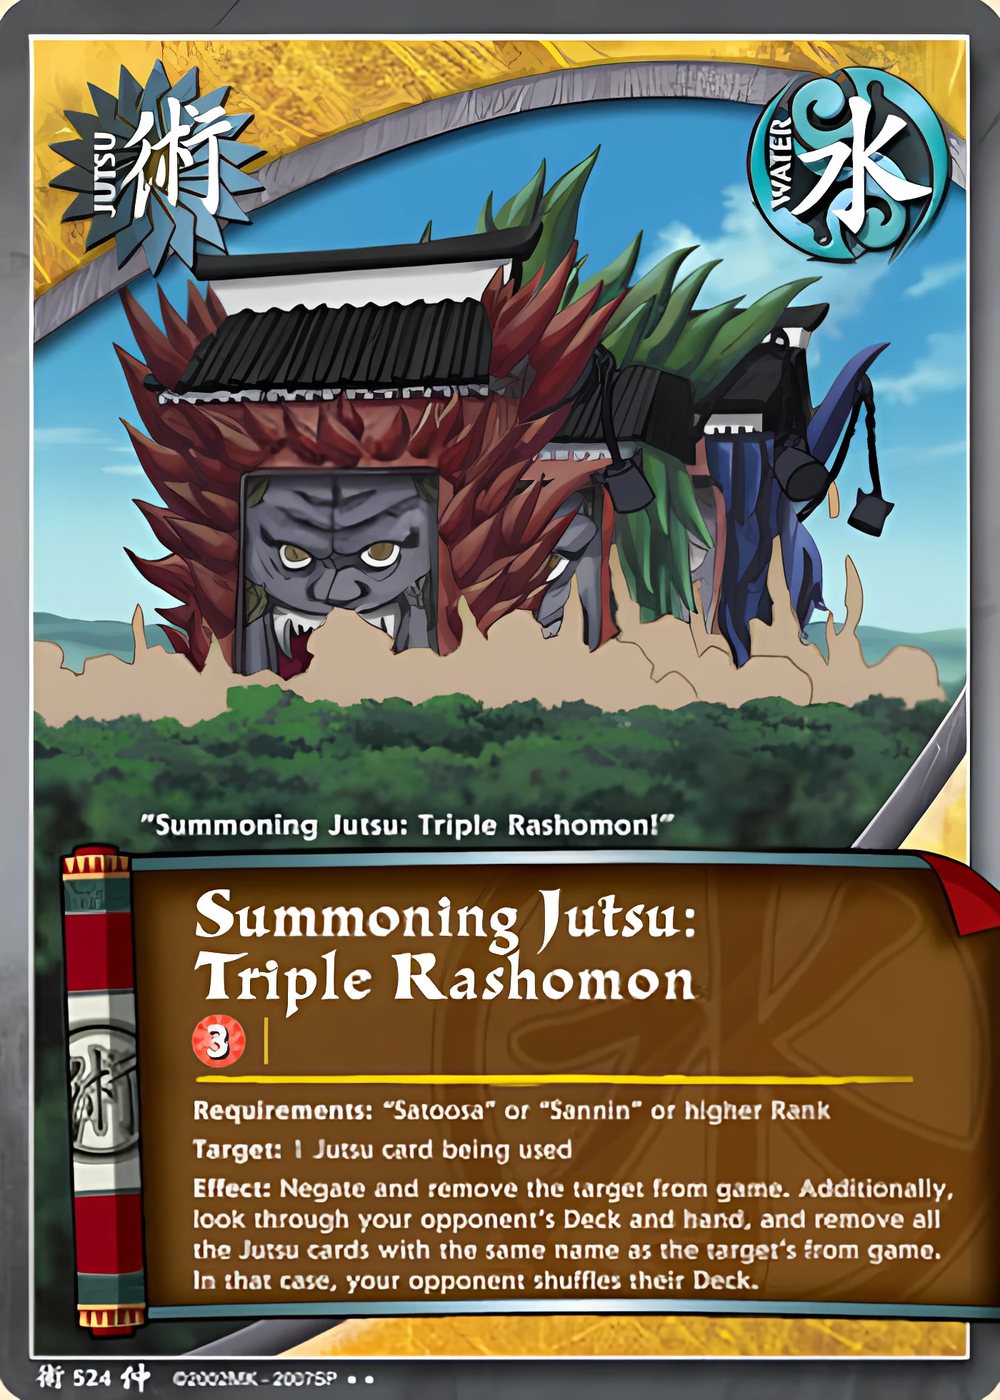 JUTSU
術
WATER
水
"Summoning Jutsu: Triple Rashomon!"
Summoning Jutsu:
Triple Rashomon
3
術
Requirements: "Satoosa" or "Sannin" or higher Rank
Target: 1 Jutsu card being used
Effect: Negate and remove the target from game. Additionally,
look through your opponent's Deck and hand, and remove all
the Jutsu cards with the same name as the target's from game.
In that case, your opponent shuffles their Deck.
術 524 仲 ©2002MK - 2007SP